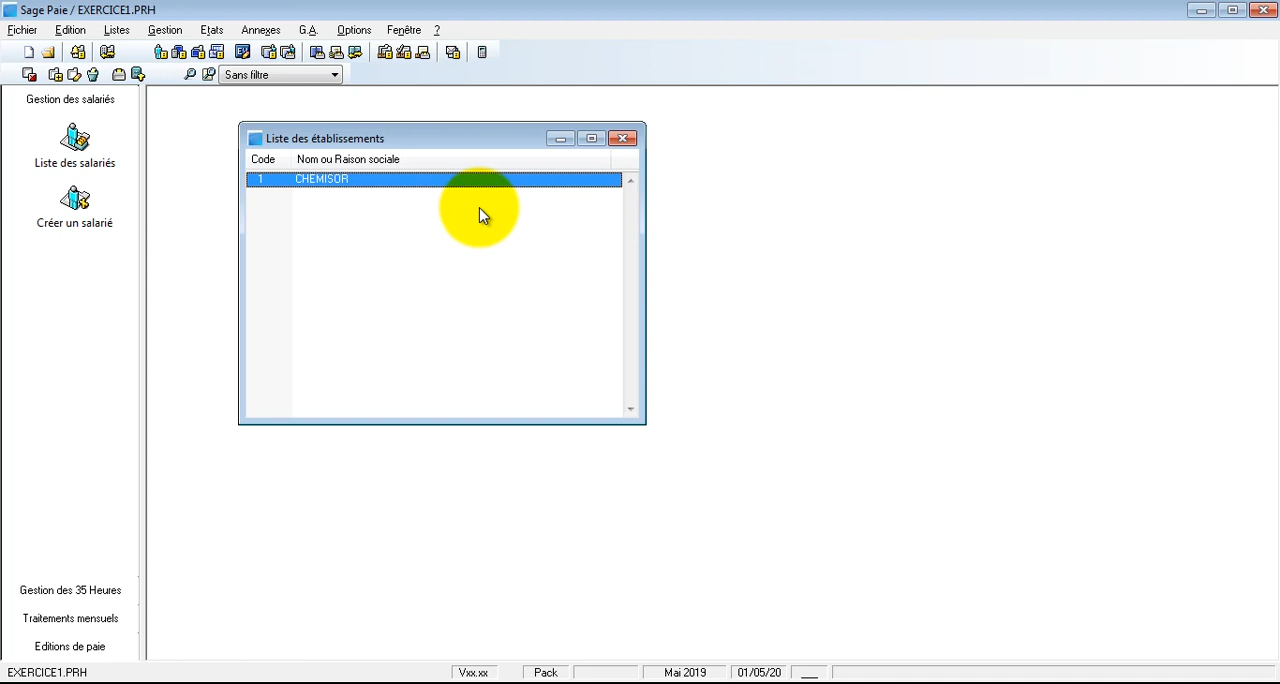 Sage Paie / EXERCICE1.PRH
Fichier Edition Listes Gestion Etats Annexes G.A. Options Fenêtre ?
Sans filtre
Gestion des salariés
Liste des salariés
Créer un salarié
Liste des établissements
Code Nom ou Raison sociale
1 CHEMISOR
Gestion des 35 Heures
Traitements mensuels
Editions de paie
EXERCICE1.PRH Vxx.xx Pack Mai 2019 01/05/20